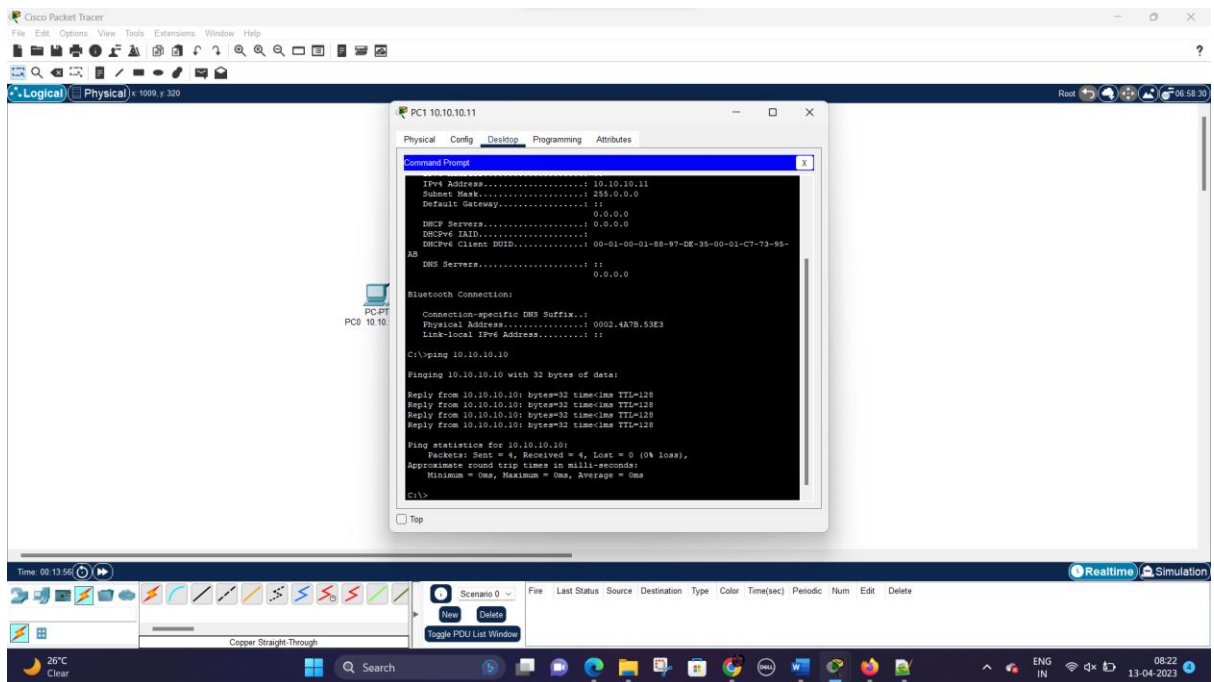 Cisco Packet Tracer
File Edit Options View Tools Extensions Window Help
?
Logical Physical x: 1009, y: 320
Root 06:58:30
PC1 10.10.10.11
Physical Config Desktop Programming Attributes
Command Prompt X
IPv4 Address....................: 10.10.10.11
Subnet Mask.....................: 255.0.0.0
Default Gateway.................: ::
0.0.0.0
DHCP Servers....................: 0.0.0.0
DHCPv6 IAID.....................:
DHCPv6 Client DUID..............: 00-01-00-01-88-97-DE-35-00-01-C7-73-95-
AB
DNS Servers.....................: ::
0.0.0.0
Bluetooth Connection:
Connection-specific DNS Suffix..:
Physical Address................: 0002.4A7B.53E3
Link-local IPv6 Address.........: ::
C:\>ping 10.10.10.10
Pinging 10.10.10.10 with 32 bytes of data:
Reply from 10.10.10.10: bytes=32 time<1ms TTL=128
Reply from 10.10.10.10: bytes=32 time<1ms TTL=128
Reply from 10.10.10.10: bytes=32 time<1ms TTL=128
Reply from 10.10.10.10: bytes=32 time<1ms TTL=128
Ping statistics for 10.10.10.10:
Packets: Sent = 4, Received = 4, Lost = 0 (0% loss),
Approximate round trip times in milli-seconds:
Minimum = 0ms, Maximum = 0ms, Average = 0ms
C:\>
Top
PC-PT
PC0 10.10.
Time: 00:13:56
Realtime Simulation
Scenario 0
New Delete
Toggle PDU List Window
Fire Last Status Source Destination Type Color Time(sec) Periodic Num Edit Delete
Copper Straight-Through
26°C
Clear
Search
DELL
ENG
IN
08:22
13-04-2023
4